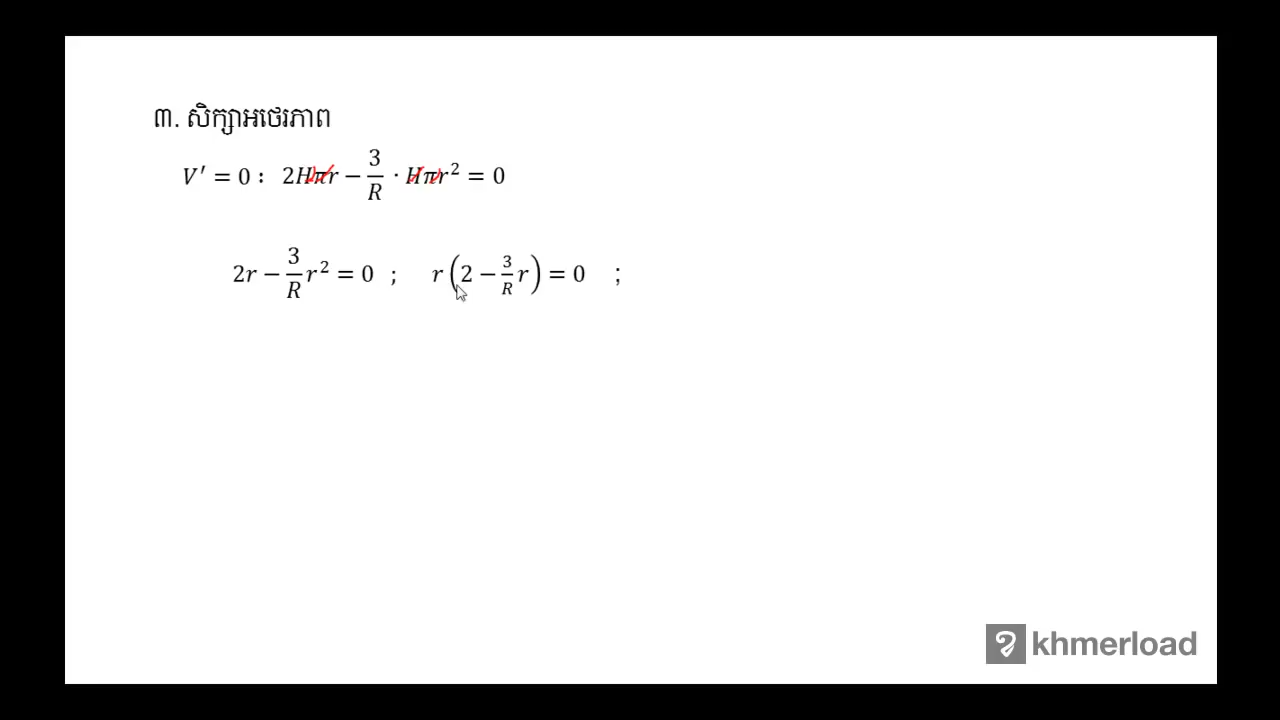 ៣. សិក្សាអថេរភាព
V′ = 0 : 2Hπr − 3/R · Hπr² = 0
2r − 3/R r² = 0 ; r(2 − 3/R r) = 0 ;
khmerload